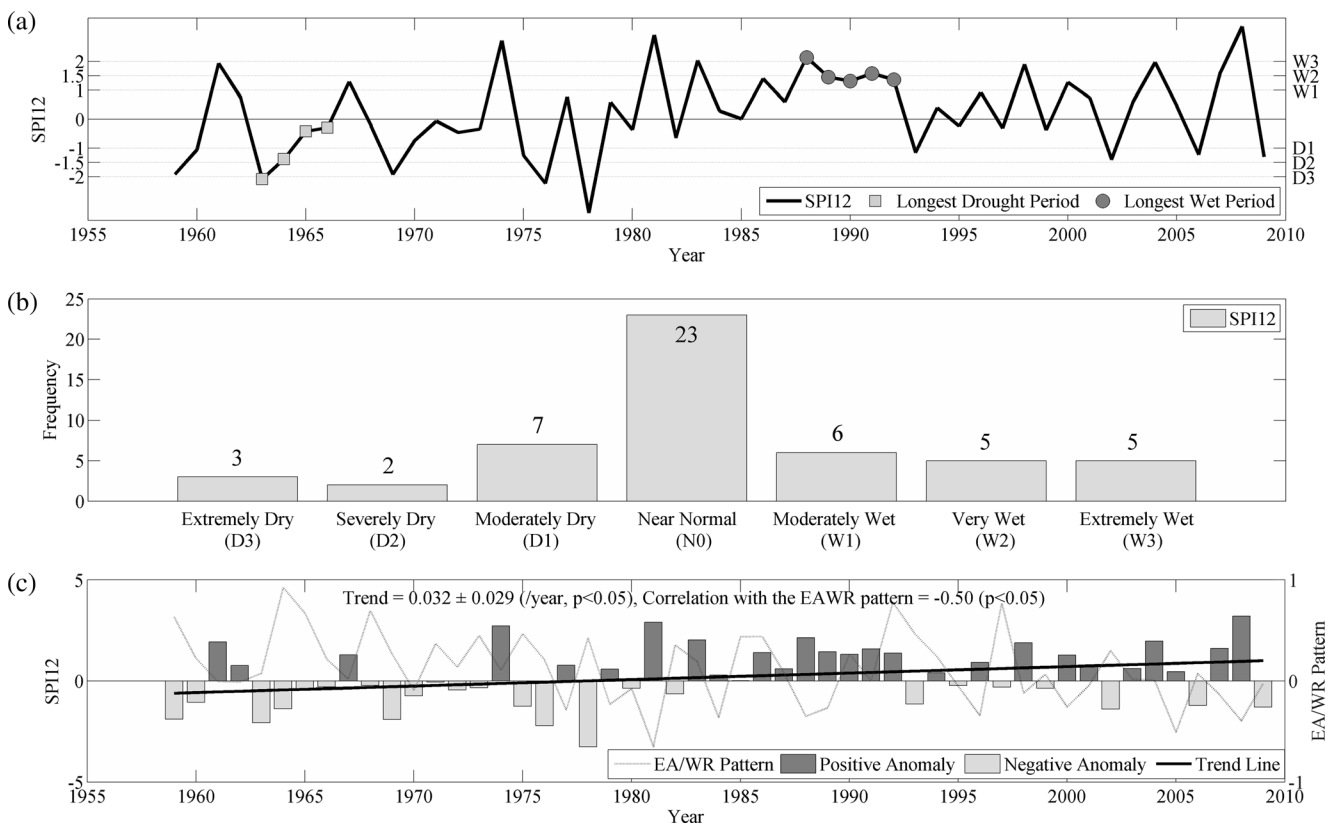 (a)
SPI12
2
1.5
1
0
-1
-1.5
-2
W3
W2
W1
D1
D2
D3
SPI12 Longest Drought Period Longest Wet Period
1955 1960 1965 1970 1975 1980 1985 1990 1995 2000 2005 2010
Year
(b)
Frequency
25
20
15
10
5
0
SPI12
3 2 7 23 6 5 5
Extremely Dry Severely Dry Moderately Dry Near Normal Moderately Wet Very Wet Extremely Wet
(D3) (D2) (D1) (N0) (W1) (W2) (W3)
(c)
SPI12
5
0
-5
Trend = 0.032 ± 0.029 (/year, p<0.05), Correlation with the EAWR pattern = -0.50 (p<0.05)
1
0
-1
EA/WR Pattern
EA/WR Pattern Positive Anomaly Negative Anomaly Trend Line
1955 1960 1965 1970 1975 1980 1985 1990 1995 2000 2005 2010
Year